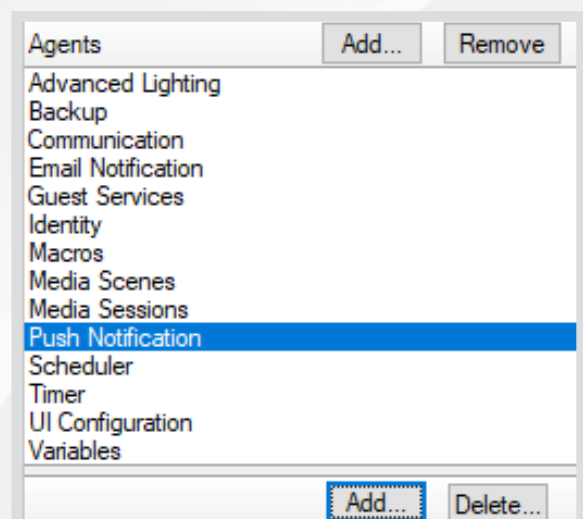 Agents Add... Remove
Advanced Lighting
Backup
Communication
Email Notification
Guest Services
Identity
Macros
Media Scenes
Media Sessions
Push Notification
Scheduler
Timer
UI Configuration
Variables
Add... Delete...